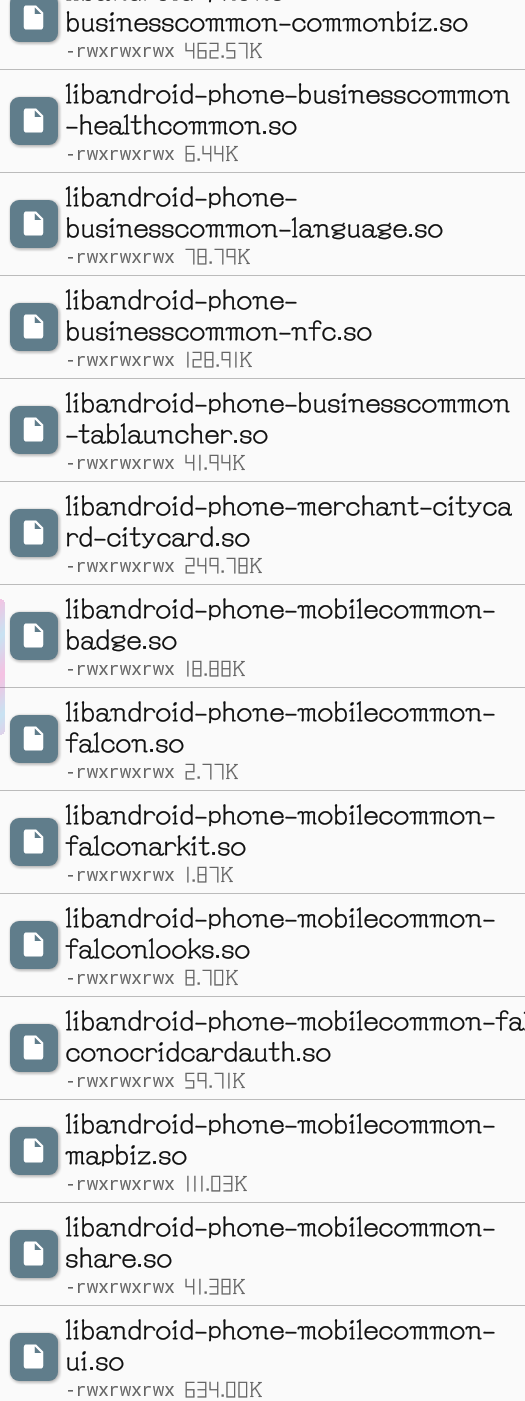 businesscommon-commonbiz.so
-rwxrwxrwx 462.57K
libandroid-phone-businesscommon
-healthcommon.so
-rwxrwxrwx 6.44K
libandroid-phone-
businesscommon-language.so
-rwxrwxrwx 78.79K
libandroid-phone-
businesscommon-nfc.so
-rwxrwxrwx 128.91K
libandroid-phone-businesscommon
-tablauncher.so
-rwxrwxrwx 41.94K
libandroid-phone-merchant-cityca
rd-citycard.so
-rwxrwxrwx 249.78K
libandroid-phone-mobilecommon-
badge.so
-rwxrwxrwx 18.88K
libandroid-phone-mobilecommon-
falcon.so
-rwxrwxrwx 2.77K
libandroid-phone-mobilecommon-
falconarkit.so
-rwxrwxrwx 1.87K
libandroid-phone-mobilecommon-
falconlooks.so
-rwxrwxrwx 8.70K
libandroid-phone-mobilecommon-fal
conocridcardauth.so
-rwxrwxrwx 59.71K
libandroid-phone-mobilecommon-
mapbiz.so
-rwxrwxrwx 111.03K
libandroid-phone-mobilecommon-
share.so
-rwxrwxrwx 41.38K
libandroid-phone-mobilecommon-
ui.so
-rwxrwxrwx 634.00K